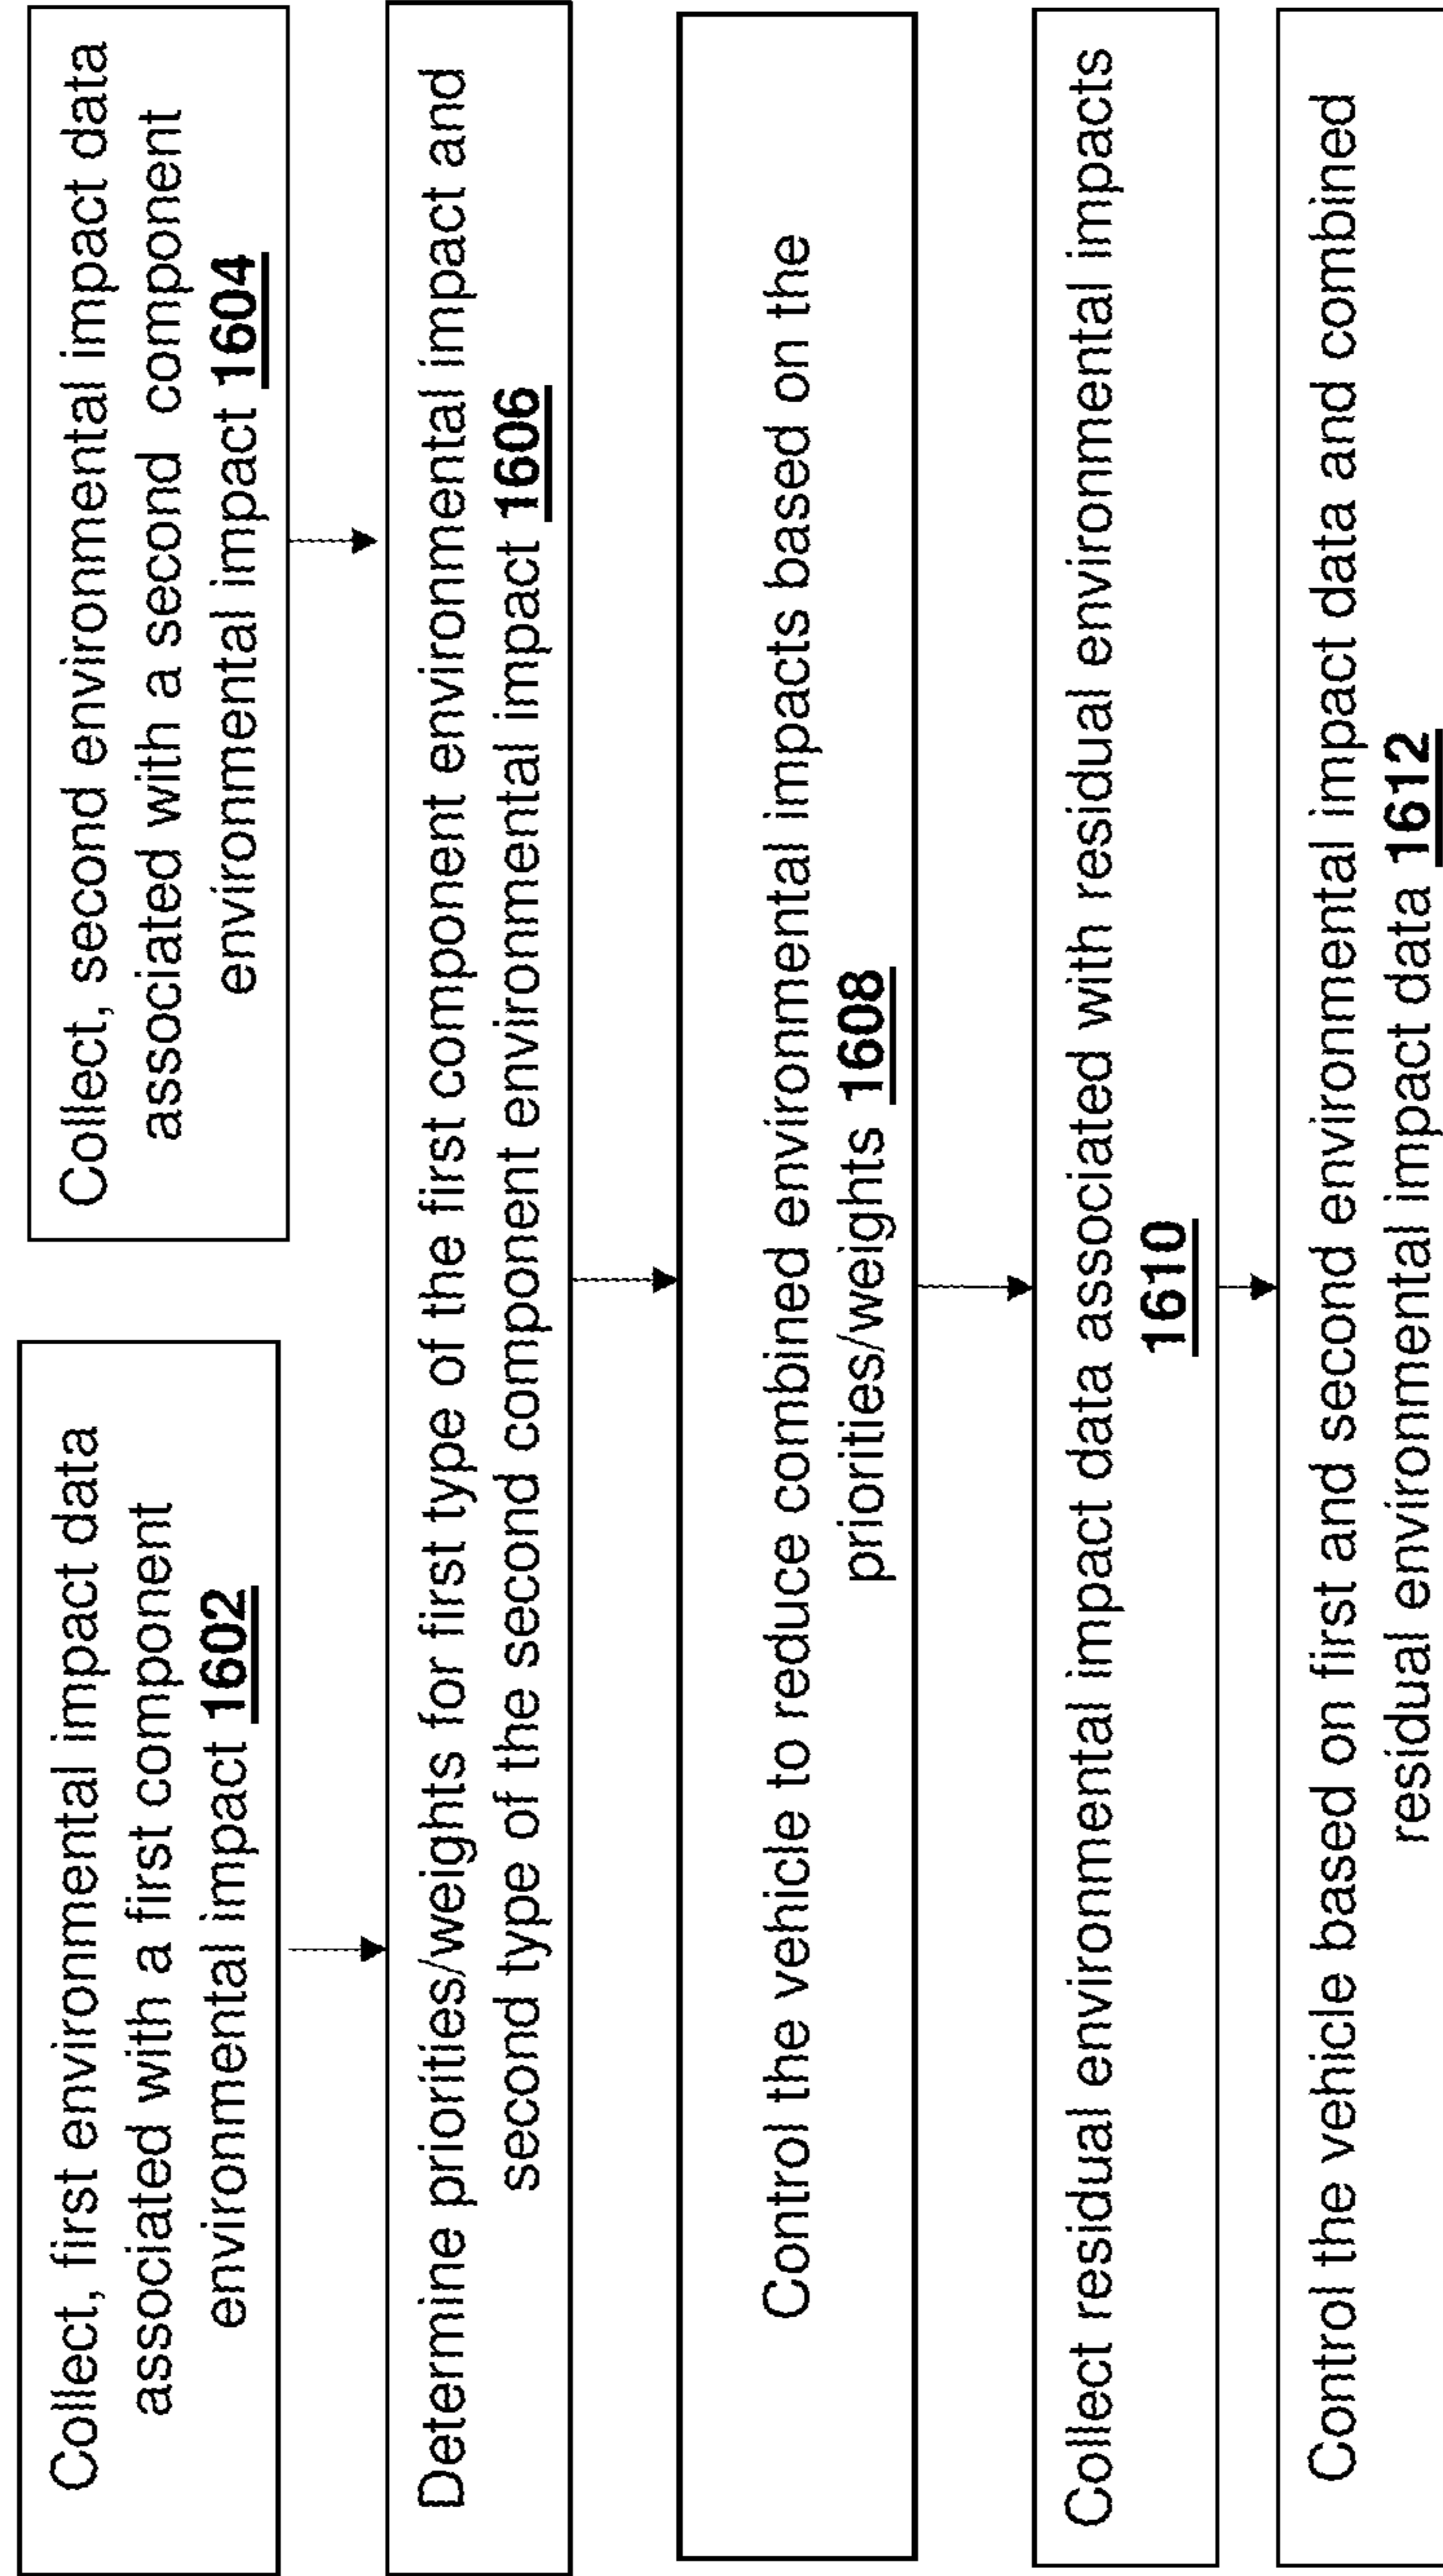 Collect, first environmental impact data
associated with a first component
environmental impact 1602
Collect, second environmental impact data
associated with a second component
environmental impact 1604
Determine priorities/weights for first type of the first component environmental impact and
second type of the second component environmental impact 1606
Control the vehicle to reduce combined environmental impacts based on the
priorities/weights 1608
Collect residual environmental impact data associated with residual environmental impacts
1610
Control the vehicle based on first and second environmental impact data and combined
residual environmental impact data 1612